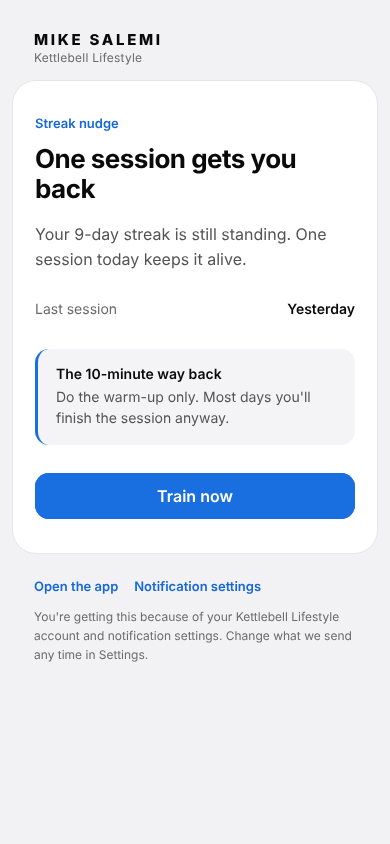 MIKE SALEMI
Kettlebell Lifestyle
Streak nudge
One session gets you
back
Your 9-day streak is still standing. One
session today keeps it alive.
Last session Yesterday
The 10-minute way back
Do the warm-up only. Most days you'll
finish the session anyway.
Train now
Open the app Notification settings
You're getting this because of your Kettlebell Lifestyle
account and notification settings. Change what we send
any time in Settings.